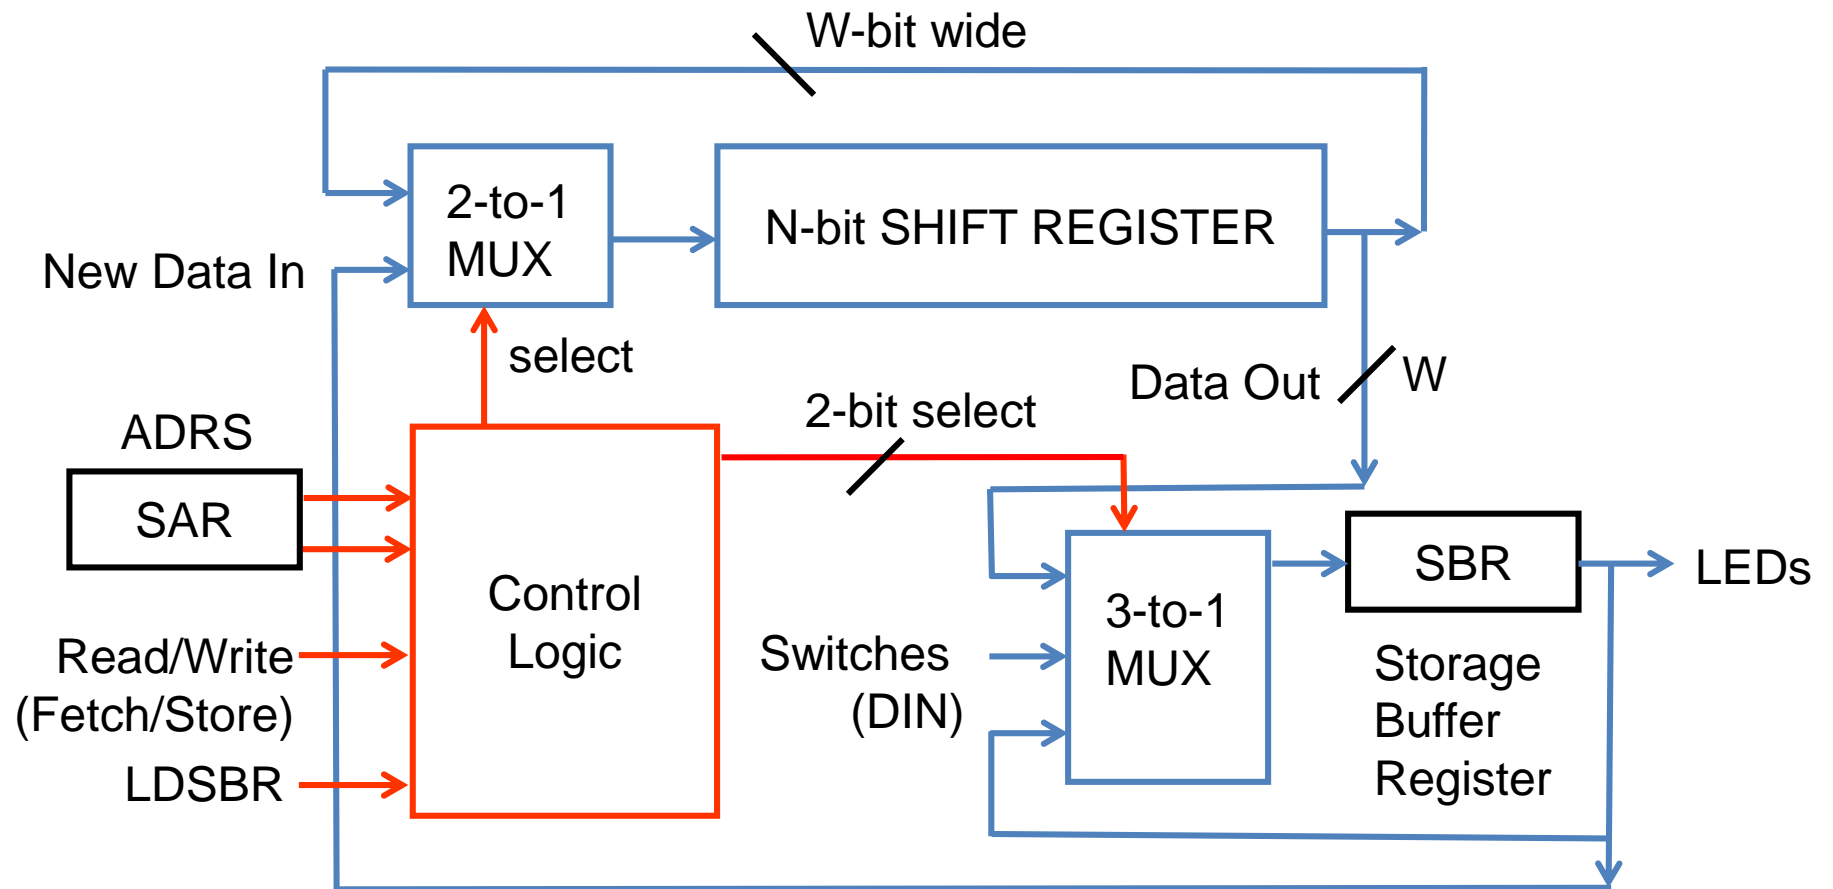 W-bit wide
2-to-1
MUX
N-bit SHIFT REGISTER
New Data In
select
Data Out
W
2-bit select
ADRS
SAR
Control
Logic
SBR
LEDs
3-to-1
MUX
Read/Write
(Fetch/Store)
Switches
(DIN)
Storage
Buffer
Register
LDSBR